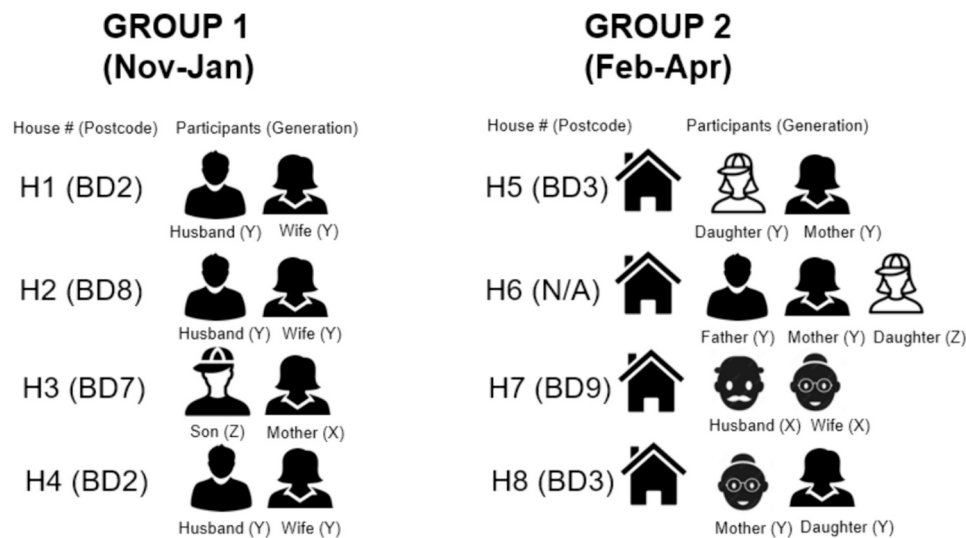 GROUP 1
(Nov-Jan)
House # (Postcode) Participants (Generation)
H1 (BD2)
Husband (Y) Wife (Y)
H2 (BD8)
Husband (Y) Wife (Y)
H3 (BD7)
Son (Z) Mother (X)
H4 (BD2)
Husband (Y) Wife (Y)
GROUP 2
(Feb-Apr)
House # (Postcode) Participants (Generation)
H5 (BD3)
Daughter (Y) Mother (Y)
H6 (N/A)
Father (Y) Mother (Y) Daughter (Z)
H7 (BD9)
Husband (X) Wife (X)
H8 (BD3)
Mother (Y) Daughter (Y)